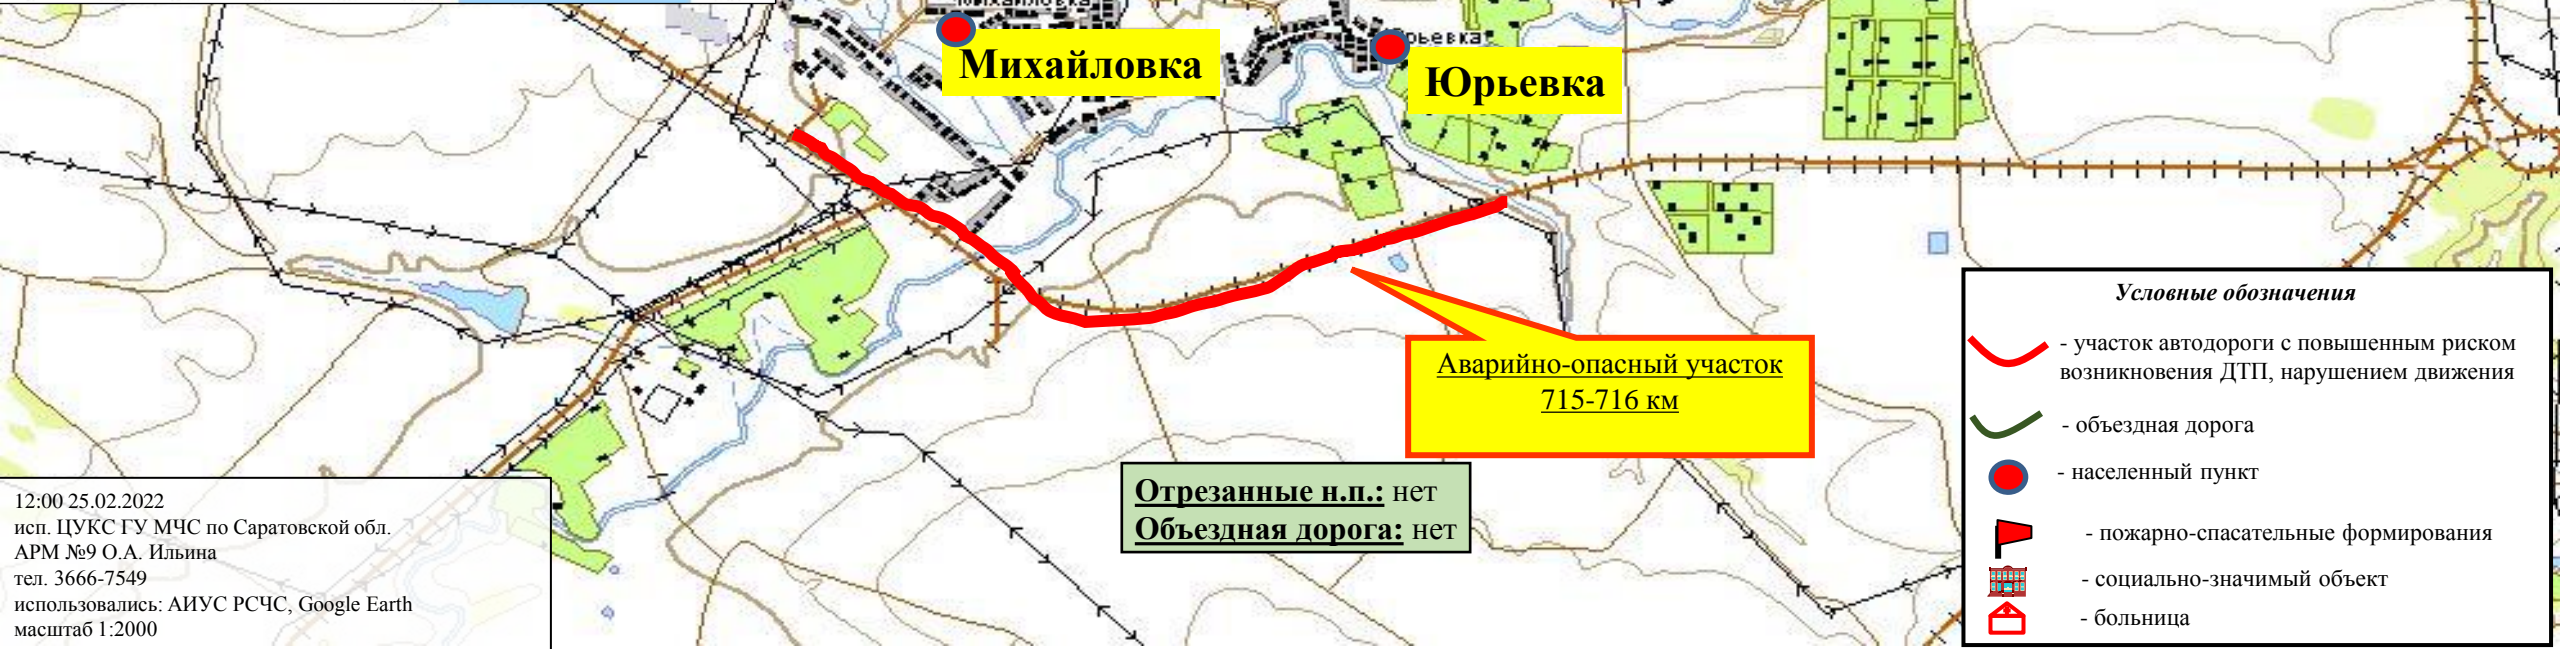 Михайловка
Михайловка
Юрьевка
Юрьевка
Аварийно-опасный участок
715-716 км
Отрезанные н.п.: нет
Объездная дорога: нет
12:00 25.02.2022
исп. ЦУКС ГУ МЧС по Саратовской обл.
АРМ №9 О.А. Ильина
тел. 3666-7549
использовались: АИУС РСЧС, Google Earth
масштаб 1:2000
Условные обозначения
- участок автодороги с повышенным риском
возникновения ДТП, нарушением движения
- объездная дорога
- населенный пункт
- пожарно-спасательные формирования
- социально-значимый объект
- больница